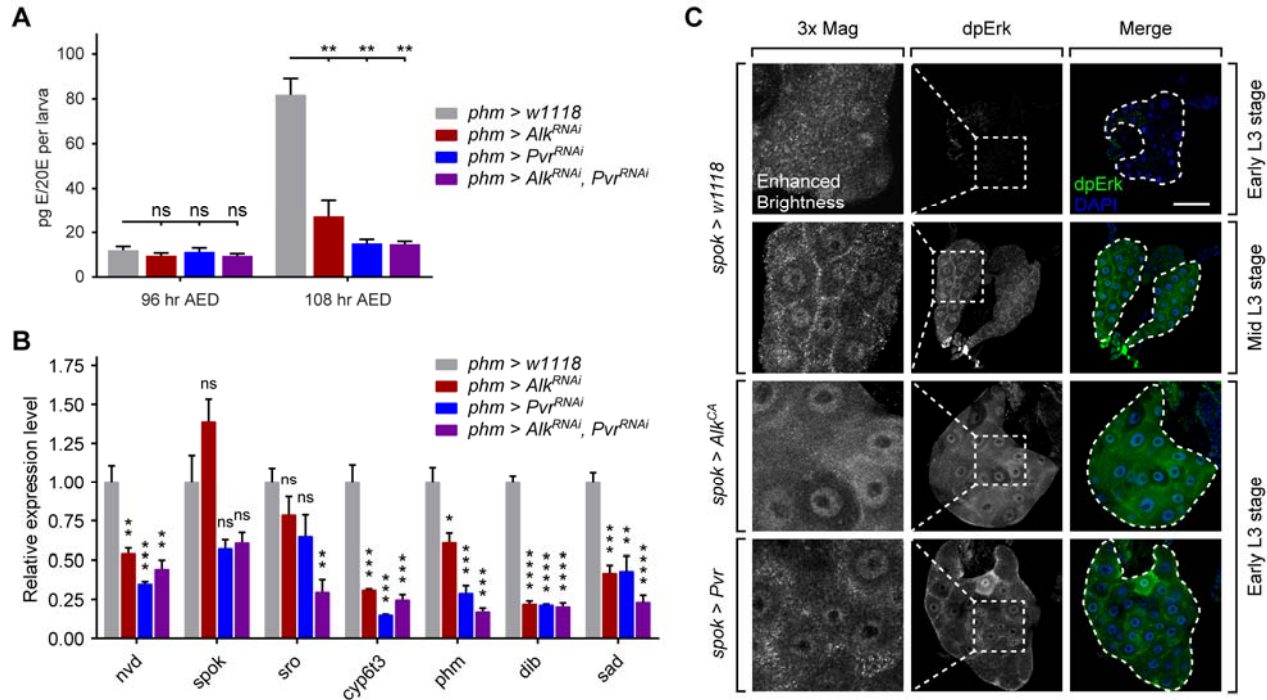 A
pg E/20E per larva
100
80
60
40
20
0
ns
ns
ns
**
**
**
96 hr AED
108 hr AED
phm > w1118
phm > Alk^RNAi
phm > Pvr^RNAi
phm > Alk^RNAi, Pvr^RNAi
B
Relative expression level
1.75
1.50
1.25
1.00
0.75
0.50
0.25
0.00
phm > w1118
phm > Alk^RNAi
phm > Pvr^RNAi
phm > Alk^RNAi, Pvr^RNAi
**
***
**
ns
ns
ns
ns
ns
**
***
***
***
*
***
***
****
****
****
***
**
****
nvd
spok
sro
cyp6t3
phm
dib
sad
C
3x Mag
dpErk
Merge
spok > w1118
Enhanced
Brightness
dpErk
DAPI
Early L3 stage
Mid L3 stage
spok > Alk^CA
spok > Pvr
Early L3 stage